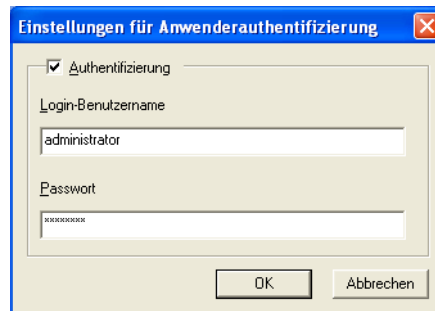 Einstellungen für Anwenderauthentifizierung
Authentifizierung
Login-Benutzername
administrator
Passwort
********
OK Abbrechen